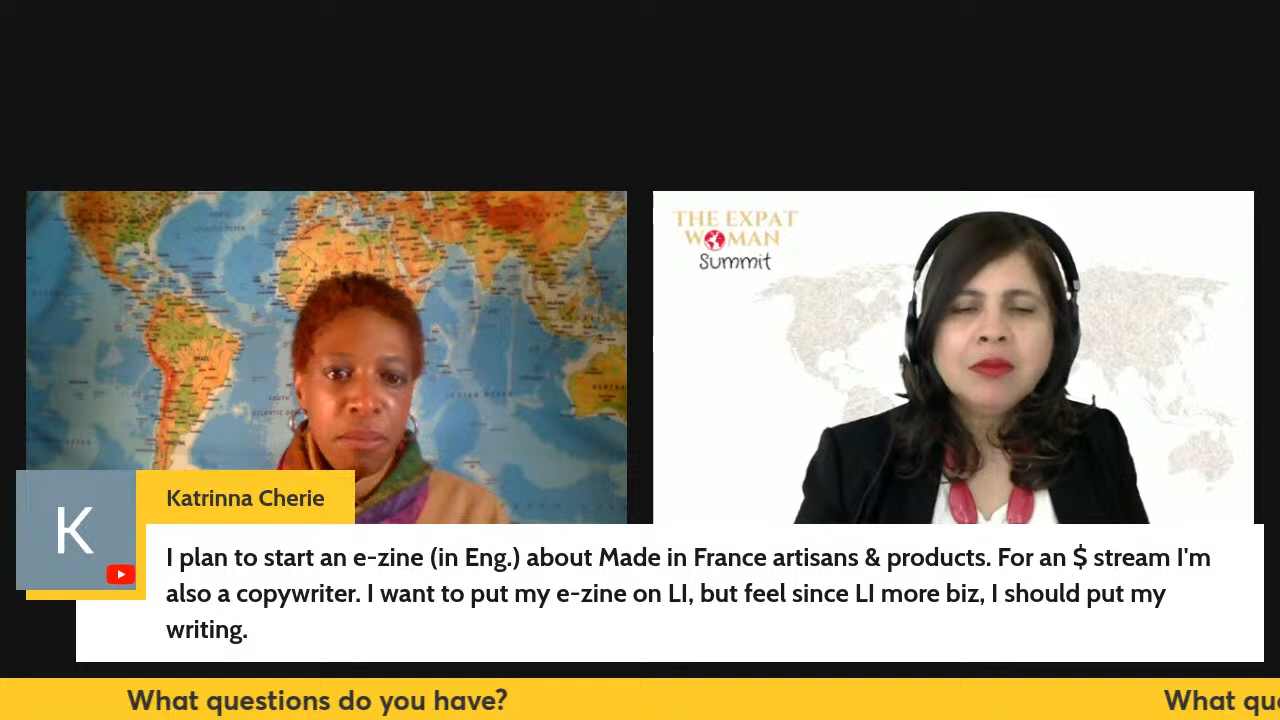 THE EXPAT
WOMAN
Summit
BRAZIL
K
Katrinna Cherie
I plan to start an e-zine (in Eng.) about Made in France artisans & products. For an $ stream I'm
also a copywriter. I want to put my e-zine on LI, but feel since LI more biz, I should put my
writing.
What questions do you have?
What que